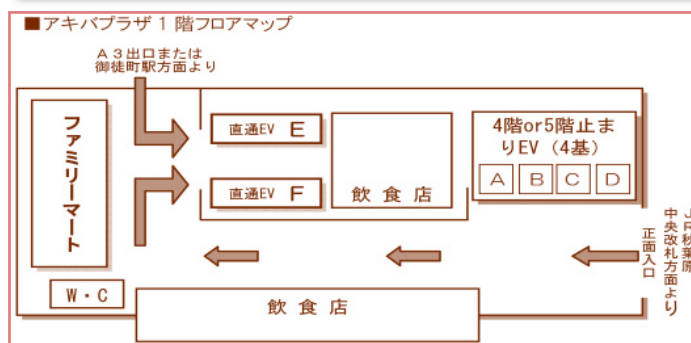 ■アキバプラザ1階フロアマップ
A3出口または
御徒町駅方面より
ファミリーマート
直通EV E
直通EV F
飲食店
4階or5階止ま
りEV(4基)
A B C D
JR秋葉原
中央改札方面より
正面入口
W・C
飲食店